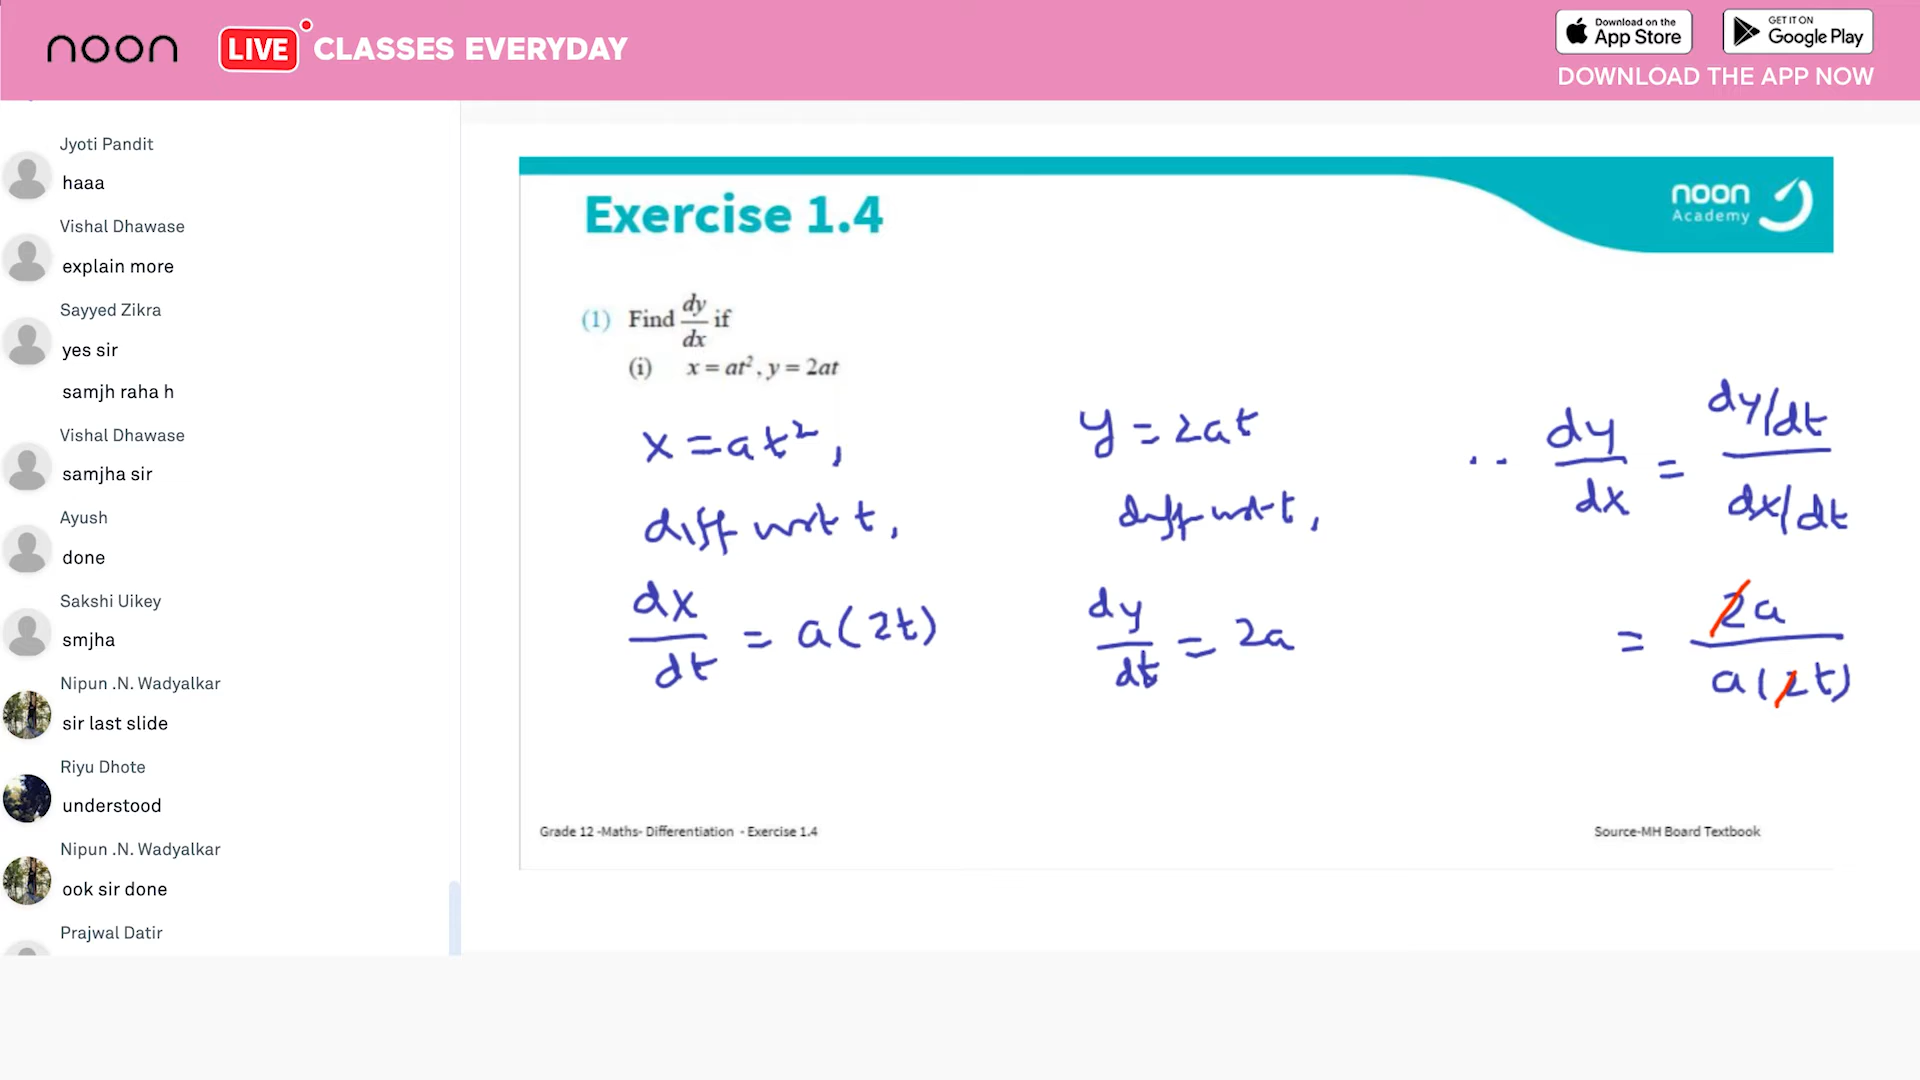 noon LIVE CLASSES EVERYDAY
Download on the App Store
GET IT ON Google Play
DOWNLOAD THE APP NOW
Jyoti Pandit
haaa
Vishal Dhawase
explain more
Sayyed Zikra
yes sir
samjh raha h
Vishal Dhawase
samjha sir
Ayush
done
Sakshi Uikey
smjha
Nipun .N. Wadyalkar
sir last slide
Riyu Dhote
understood
Nipun .N. Wadyalkar
ook sir done
Prajwal Datir
Exercise 1.4
noon
Academy
(1) Find dy/dx if
(i) x = at², y = 2at
x = at²,
diff wrt t,
dx/dt = a(2t)
y = 2at
diff wrt t,
dy/dt = 2a
dy/dx = dy/dt / dx/dt
= 2a / a(2t)
Grade 12 -Maths- Differentiation - Exercise 1.4
Source-MH Board Textbook